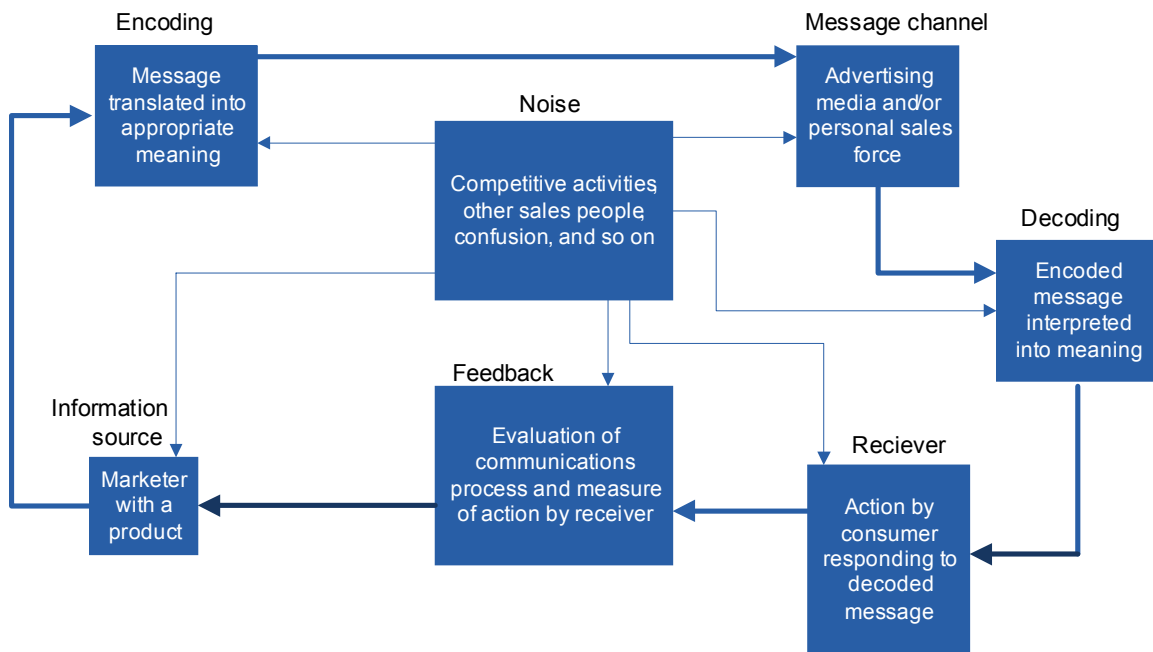 Encoding
Message
translated into
appropriate
meaning
Message channel
Advertising
media and/or
personal sales
force
Noise
Competitive activities,
other sales people,
confusion, and so on
Decoding
Encoded
message
interpreted
into meaning
Feedback
Evaluation of
communications
process and measure
of action by receiver
Information
source
Marketer
with a
product
Reciever
Action by
consumer
responding to
decoded
message